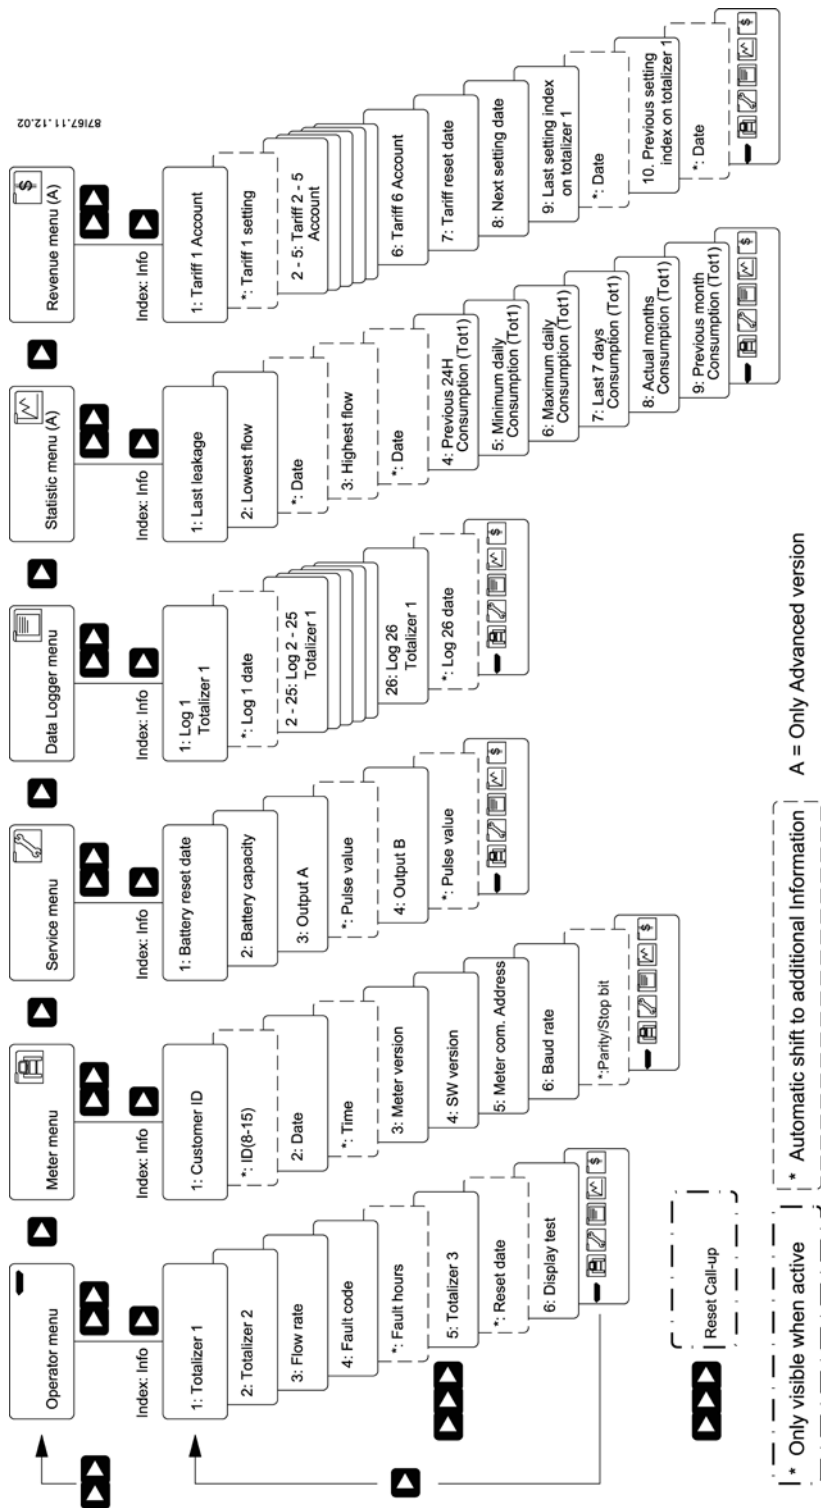 Operator menu
Index: Info
1: Totalizer 1
2: Totalizer 2
3: Flow rate
4: Fault code
*: Fault hours
5: Totalizer 3
*: Reset date
6: Display test
$
Reset Call-up
Meter menu
Index: Info
1: Customer ID
*: ID(8-15)
2: Date
*: Time
3: Meter version
4: SW version
5: Meter com. Address
6: Baud rate
*:Parity/Stop bit
$
Service menu
Index: Info
1: Battery reset date
2: Battery capacity
3: Output A
*: Pulse value
4: Output B
*: Pulse value
$
Data Logger menu
Index: Info
1: Log 1
Totalizer 1
*: Log 1 date
2 - 25: Log 2 - 25
Totalizer 1
26: Log 26
Totalizer 1
*: Log 26 date
$
Statistic menu (A)
Index: Info
1: Last leakage
2: Lowest flow
*: Date
3: Highest flow
*: Date
4: Previous 24H
Consumption (Tot1)
5: Minimum daily
Consumption (Tot1)
6: Maximum daily
Consumption (Tot1)
7: Last 7 days
Consumption (Tot1)
8: Actual months
Consumption (Tot1)
9: Previous month
Consumption (Tot1)
$
Revenue menu (A)
$
Index: Info
1: Tariff 1 Account
*: Tariff 1 setting
2 - 5: Tariff 2 - 5
Account
6: Tariff 6 Account
7: Tariff reset date
8: Next setting date
9: Last setting index
on totalizer 1
*: Date
10. Previous setting
index on totalizer 1
*: Date
$
87167.11.12.02
* Only visible when active
* Automatic shift to additional Information
A = Only Advanced version